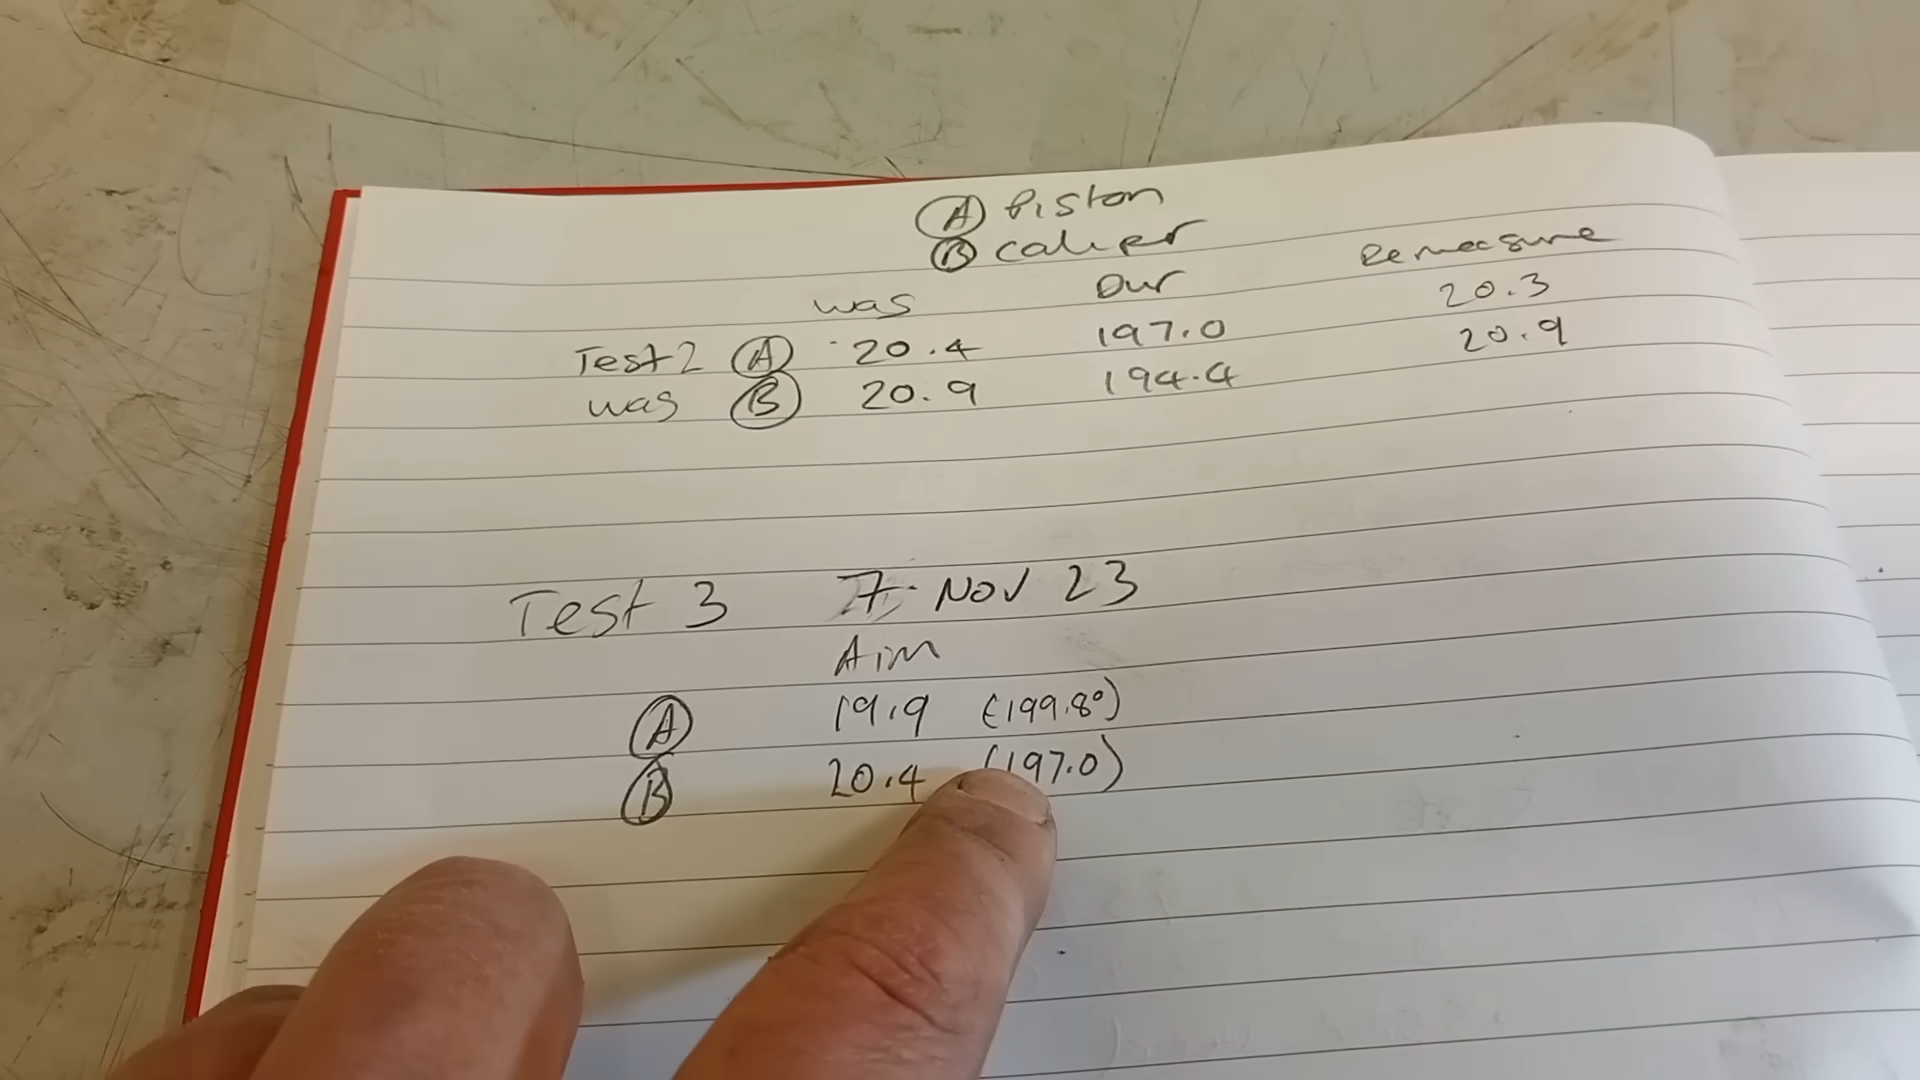 Ⓐ Piston
Ⓑ caliper
was Dur Remeasure
Test 2 Ⓐ 20.4 197.0 20.3
was Ⓑ 20.9 194.4 20.9
Test 3 7 Nov 23
Aim
Ⓐ 19.9 (199.8°)
Ⓑ 20.4 (197.0)